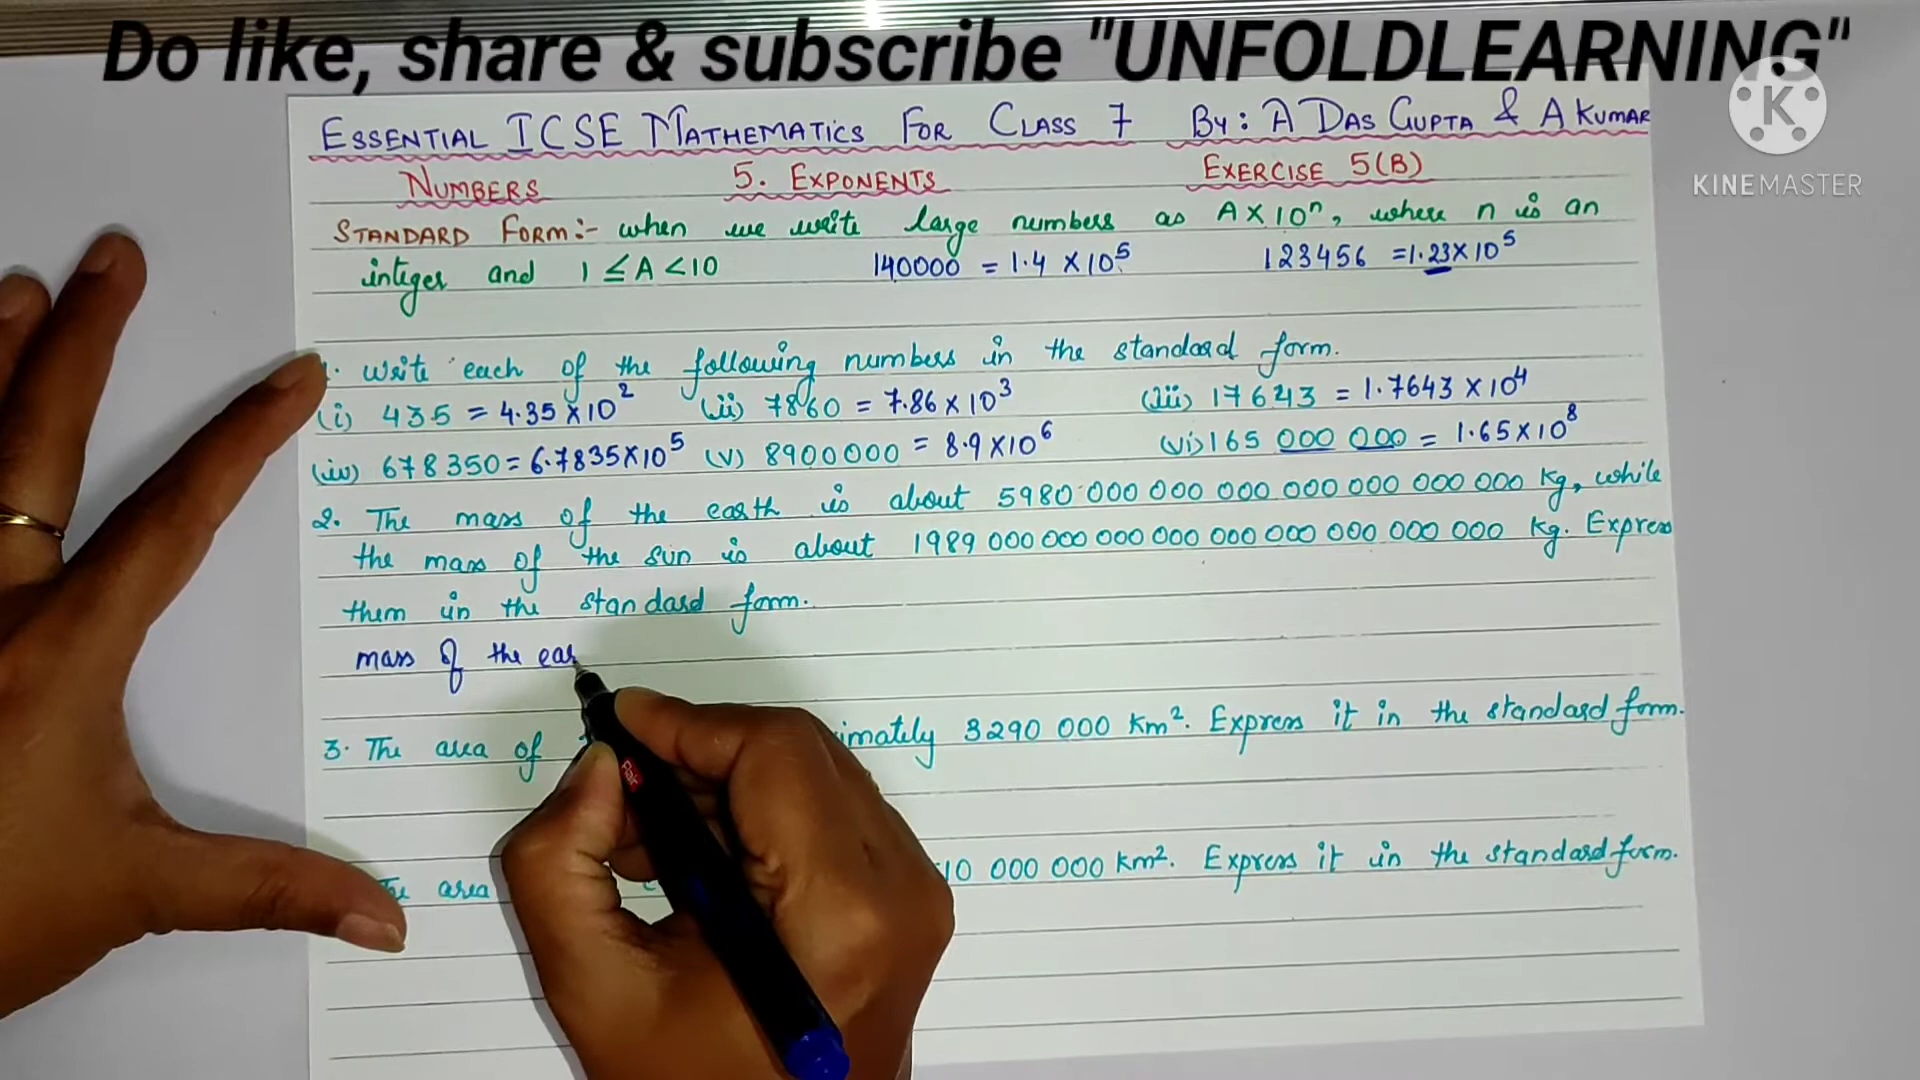 Do like, share & subscribe "UNFOLDLEARNING"
KINEMASTER
ESSENTIAL ICSE MATHEMATICS FOR CLASS 7 BY: A DAS GUPTA & A KUMAR
NUMBERS 5. EXPONENTS EXERCISE 5(B)
STANDARD FORM:- when we write large numbers as A×10ⁿ, where n is an
integer and 1≤A<10 140000 = 1.4×10⁵ 123456 = 1.23×10⁵
1. Write each of the following numbers in the standard form.
(i) 435 = 4.35×10² (ii) 7860 = 7.86×10³ (iii) 17643 = 1.7643×10⁴
(iv) 678350 = 6.7835×10⁵ (v) 8900000 = 8.9×10⁶ (vi) 165 000 000 = 1.65×10⁸
2. The mass of the earth is about 5980 000 000 000 000 000 000 000 kg, while
the mass of the sun is about 1989 000 000 000 000 000 000 000 000 000 kg. Express
them in the standard form.
mass of the ear
3. The area of imately 3290 000 km². Express it in the standard form.
The area 10 000 000 km². Express it in the standard form.